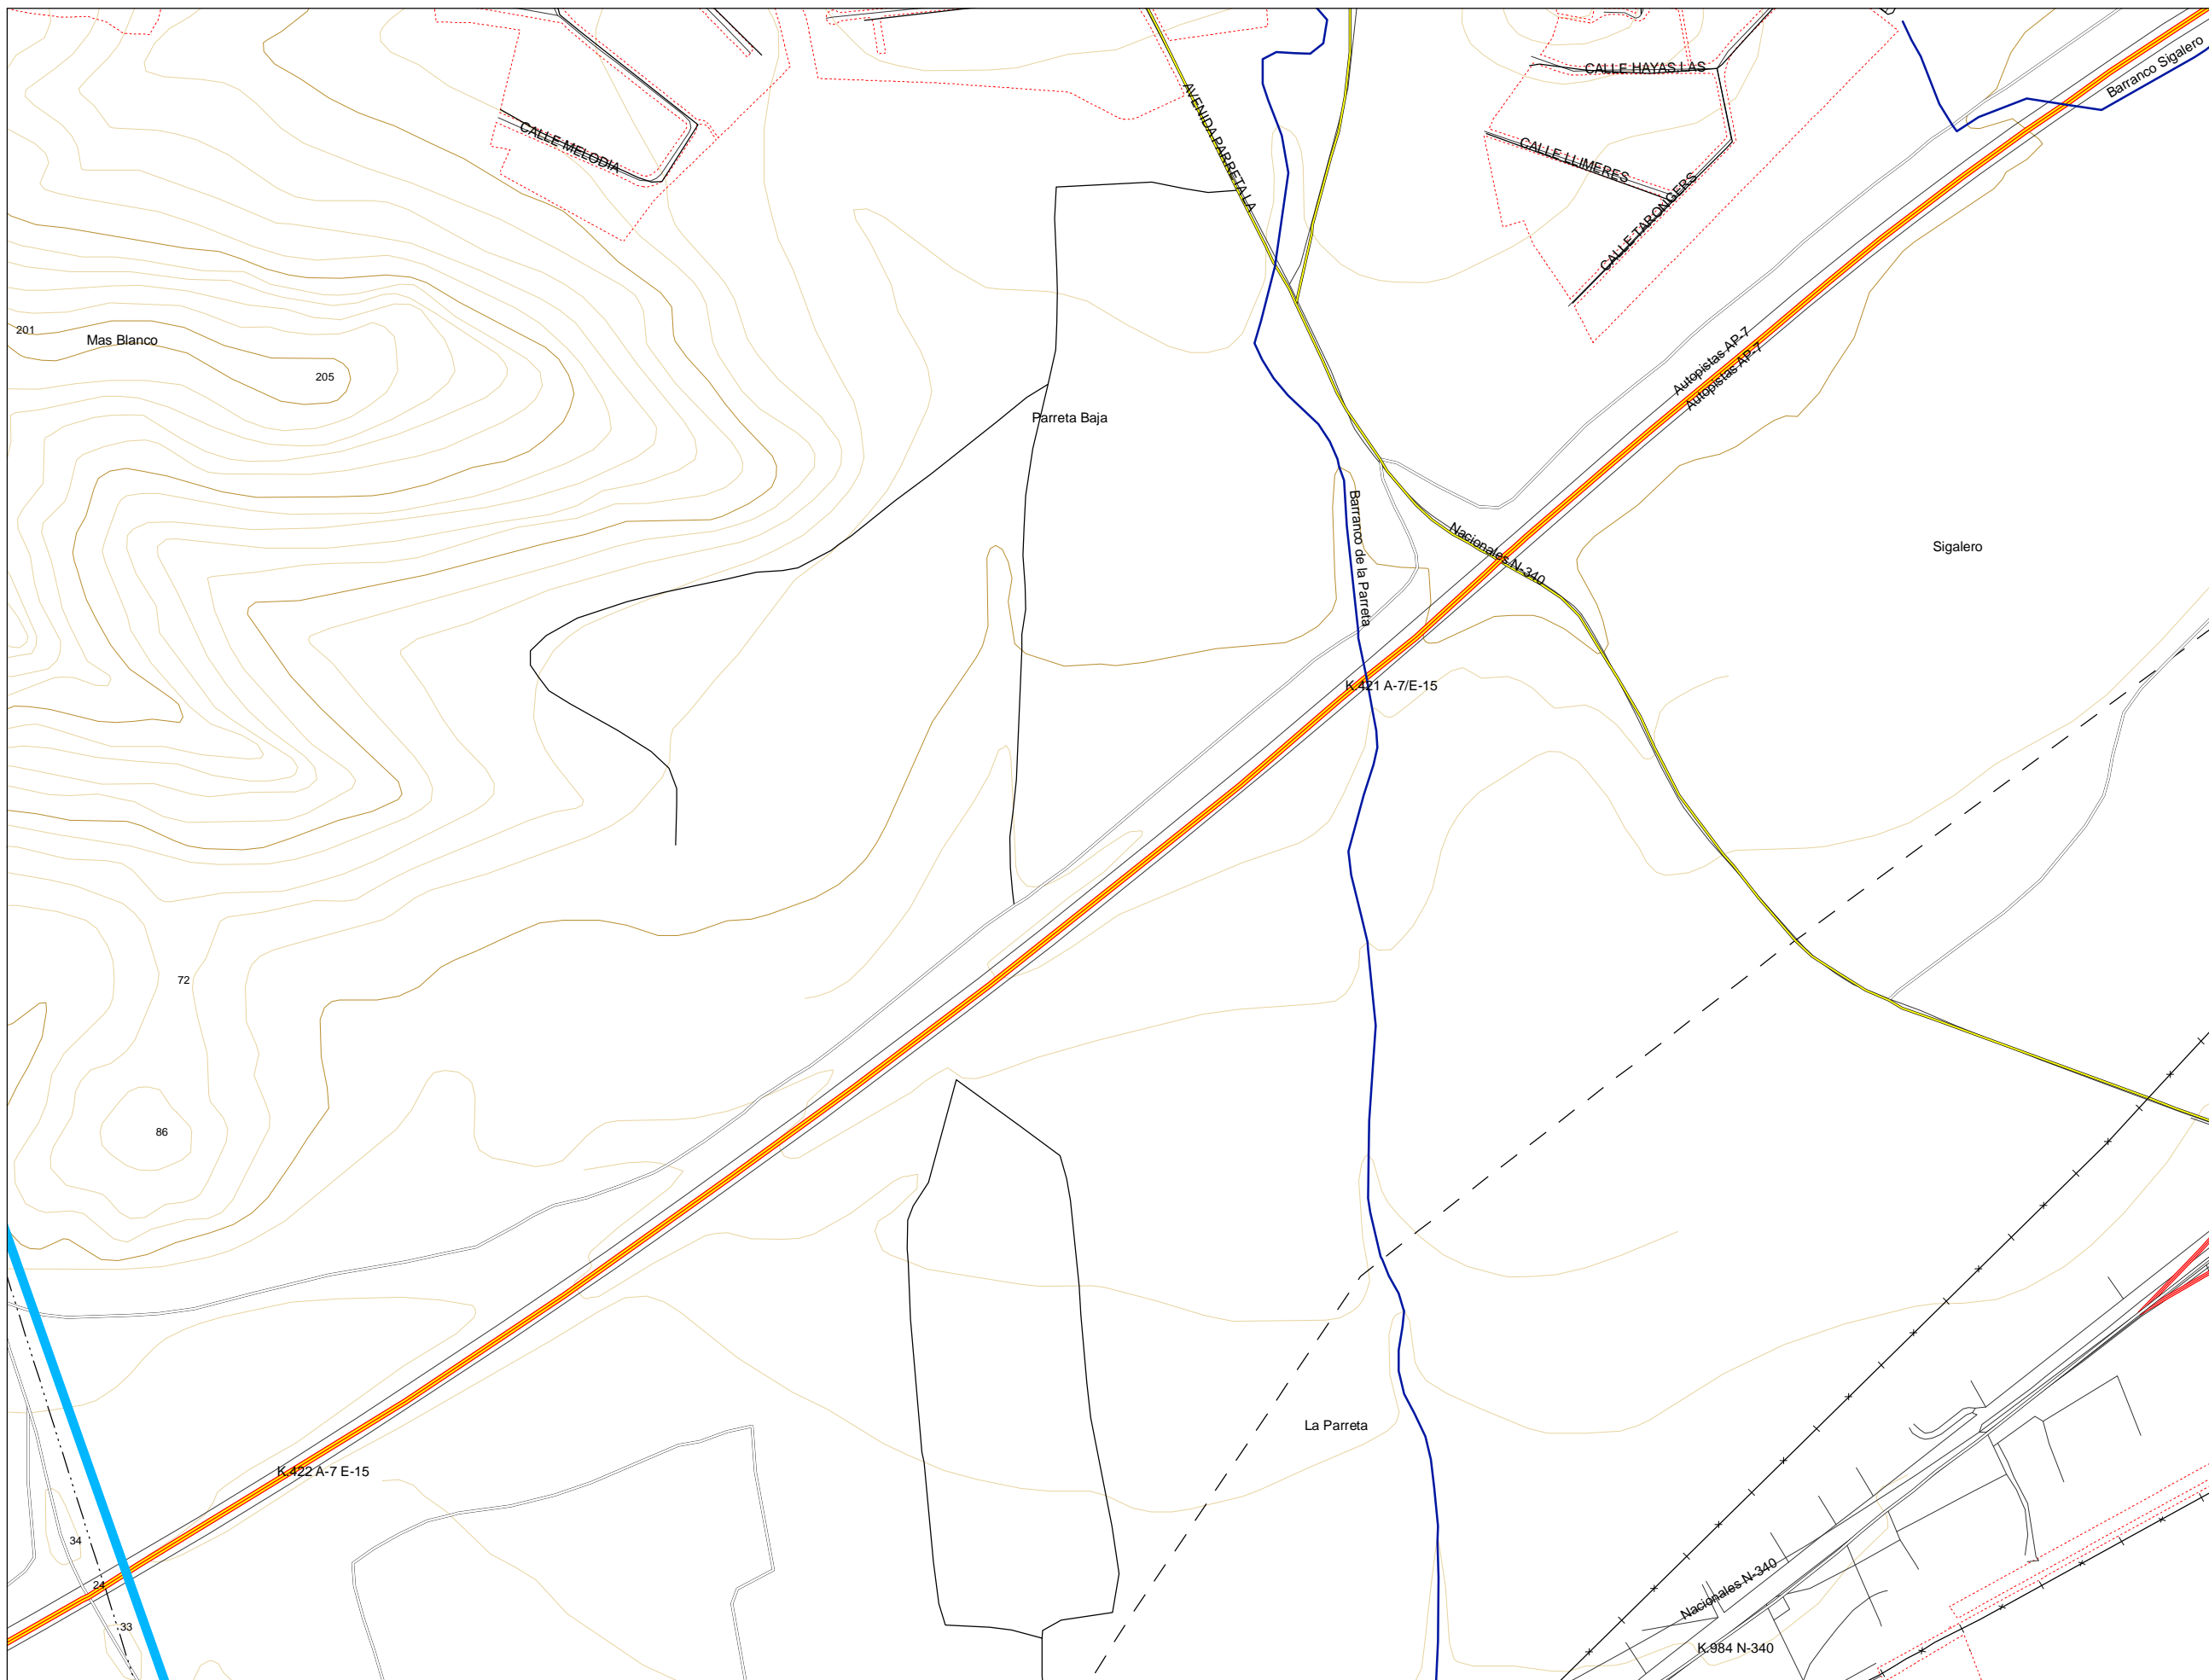 Barranco Sigalero
CALLE HAYAS LAS
AVENIDA PARRETA LA
CALLE MELODIA
CALLE LLIMERES
CALLE TARONGERS
201
Mas Blanco
205
Autopistas AP-7
Autopistas AP-7
Parreta Baja
Barranco de la Parreta
Nacionales N-340
Sigalero
K.421 A-7/E-15
72
86
La Parreta
K.422 A-7 E-15
34
24
33
Nacionales N-340
K.984 N-340